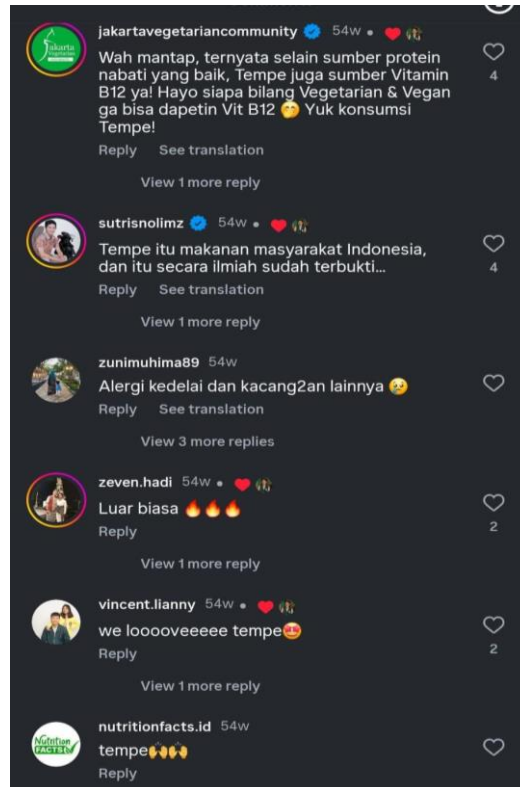 jakartavegetariancommunity 54w
Wah mantap, ternyata selain sumber protein
nabati yang baik, Tempe juga sumber Vitamin
B12 ya! Hayo siapa bilang Vegetarian & Vegan
ga bisa dapetin Vit B12 🤭 Yuk konsumsi
Tempe!
4
Reply See translation
View 1 more reply
sutrisnolimz 54w
Tempe itu makanan masyarakat Indonesia,
dan itu secara ilmiah sudah terbukti...
4
Reply See translation
View 1 more reply
zunimuhima89 54w
Alergi kedelai dan kacang2an lainnya 😢
Reply See translation
View 3 more replies
zeven.hadi 54w
Luar biasa 🔥🔥🔥
2
Reply
View 1 more reply
vincent.lianny 54w
we looooveeeee tempe🤩
2
Reply
View 1 more reply
nutritionfacts.id 54w
Nutrition
FACTS
tempe🙌🙌
Reply